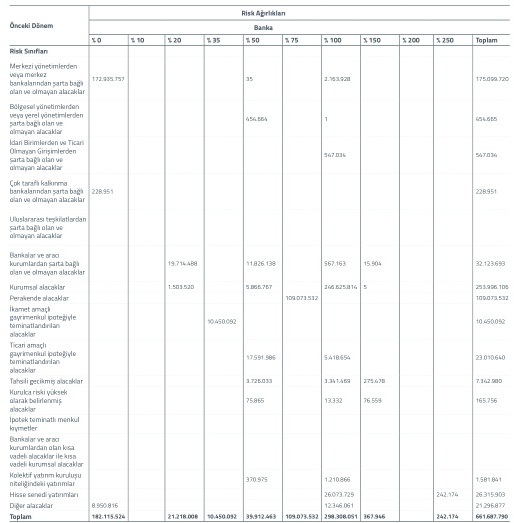 Risk Ağırlıkları
Önceki Dönem
Banka
% 0 % 10 % 20 % 35 % 50 % 75 % 100 % 150 % 200 % 250 Toplam
Risk Sınıfları
Merkezi yönetimlerden
veya merkez
bankalarından şarta bağlı
olan ve olmayan alacaklar
172.935.757 35 2.163.928 175.099.720
Bölgesel yönetimlerden
veya yerel yönetimlerden
şarta bağlı olan ve
olmayan alacaklar
454.664 1 454.665
İdari Birimlerden ve Ticari
Olmayan Girişimlerden
şarta bağlı olan ve
olmayan alacaklar
547.034 547.034
Çok taraflı kalkınma
bankalarından şarta bağlı
olan ve olmayan alacaklar
228.951 228.951
Uluslararası teşkilatlardan
şarta bağlı olan ve
olmayan alacaklar
Bankalar ve aracı
kurumlardan şarta bağlı
olan ve olmayan alacaklar
19.714.488 11.826.138 567.163 15.904 32.123.693
Kurumsal alacaklar 1.503.520 5.866.767 246.625.814 5 253.996.106
Perakende alacaklar 109.073.532 109.073.532
İkamet amaçlı
gayrimenkul ipoteğiyle
teminatlandırılan
alacaklar
10.450.092 10.450.092
Ticari amaçlı
gayrimenkul ipoteğiyle
teminatlandırılan
alacaklar
17.591.986 5.418.654 23.010.640
Tahsili gecikmiş alacaklar 3.726.033 3.341.469 275.478 7.342.980
Kurulca riski yüksek
olarak belirlenmiş
alacaklar
75.865 13.332 76.559 165.756
İpotek teminatlı menkul
kıymetler
Bankalar ve aracı
kurumlardan olan kısa
vadeli alacaklar ile kısa
vadeli kurumsal alacaklar
Kolektif yatırım kuruluşu
niteliğindeki yatırımlar
370.975 1.210.866 1.581.841
Hisse senedi yatırımları 26.073.729 242.174 26.315.903
Diğer alacaklar 8.950.816 12.346.061 21.296.877
Toplam 182.115.524 21.218.008 10.450.092 39.912.463 109.073.532 298.308.051 367.946 242.174 661.687.790